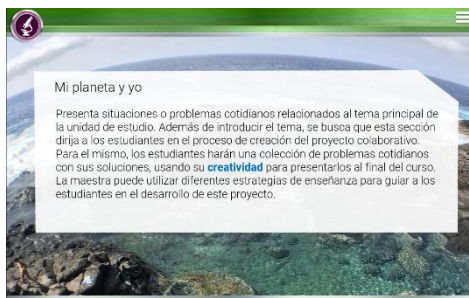 Mi planeta y yo
Presenta situaciones o problemas cotidianos relacionados al tema principal de
la unidad de estudio. Además de introducir el tema, se busca que esta sección
dirija a los estudiantes en el proceso de creación del proyecto colaborativo.
Para el mismo, los estudiantes harán una colección de problemas cotidianos
con sus soluciones, usando su creatividad para presentarlos al final del curso.
La maestra puede utilizar diferentes estrategias de enseñanza para guiar a los
estudiantes en el desarrollo de este proyecto.